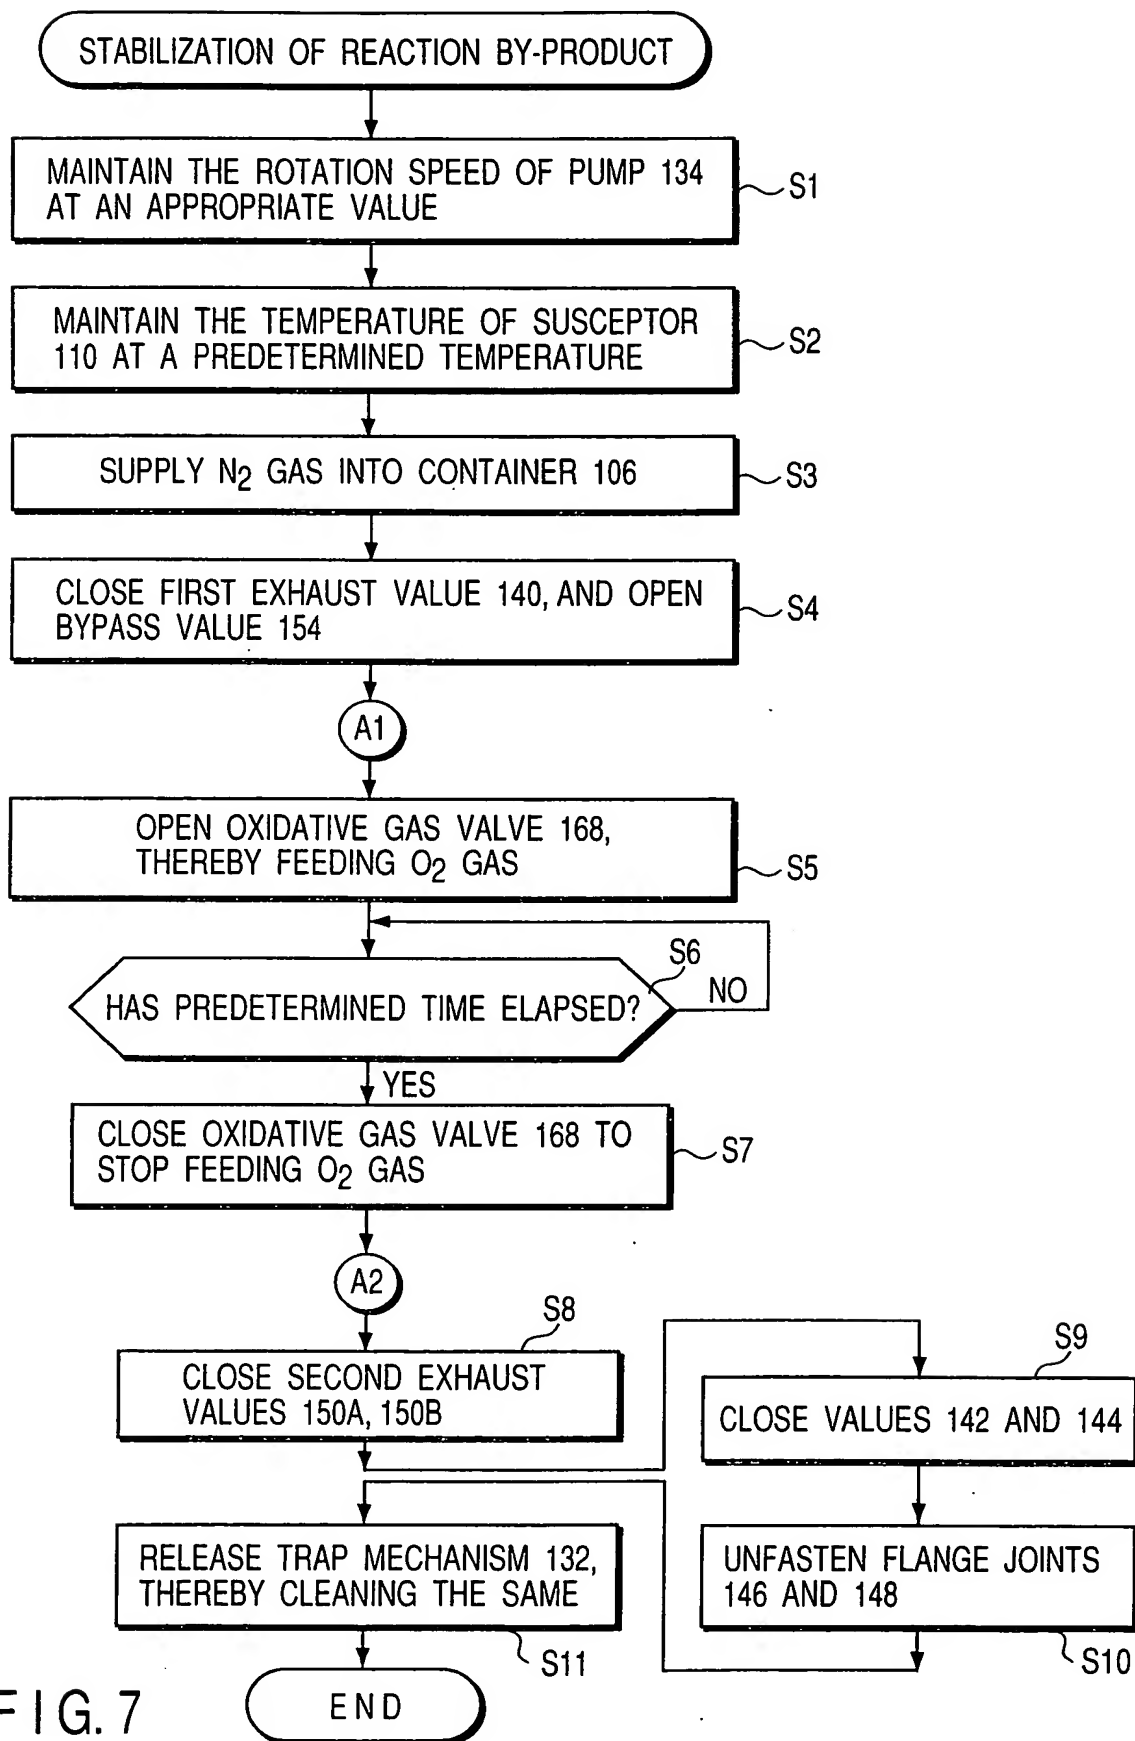 STABILIZATION OF REACTION BY-PRODUCT
MAINTAIN THE ROTATION SPEED OF PUMP 134
AT AN APPROPRIATE VALUE
S1
MAINTAIN THE TEMPERATURE OF SUSCEPTOR
110 AT A PREDETERMINED TEMPERATURE
S2
SUPPLY N2 GAS INTO CONTAINER 106
S3
CLOSE FIRST EXHAUST VALUE 140, AND OPEN
BYPASS VALUE 154
S4
A1
OPEN OXIDATIVE GAS VALVE 168,
THEREBY FEEDING O2 GAS
S5
S6
HAS PREDETERMINED TIME ELAPSED?
NO
YES
CLOSE OXIDATIVE GAS VALVE 168 TO
STOP FEEDING O2 GAS
S7
A2
S8
CLOSE SECOND EXHAUST
VALUES 150A, 150B
S9
CLOSE VALUES 142 AND 144
UNFASTEN FLANGE JOINTS
146 AND 148
S10
RELEASE TRAP MECHANISM 132,
THEREBY CLEANING THE SAME
S11
END
FIG. 7